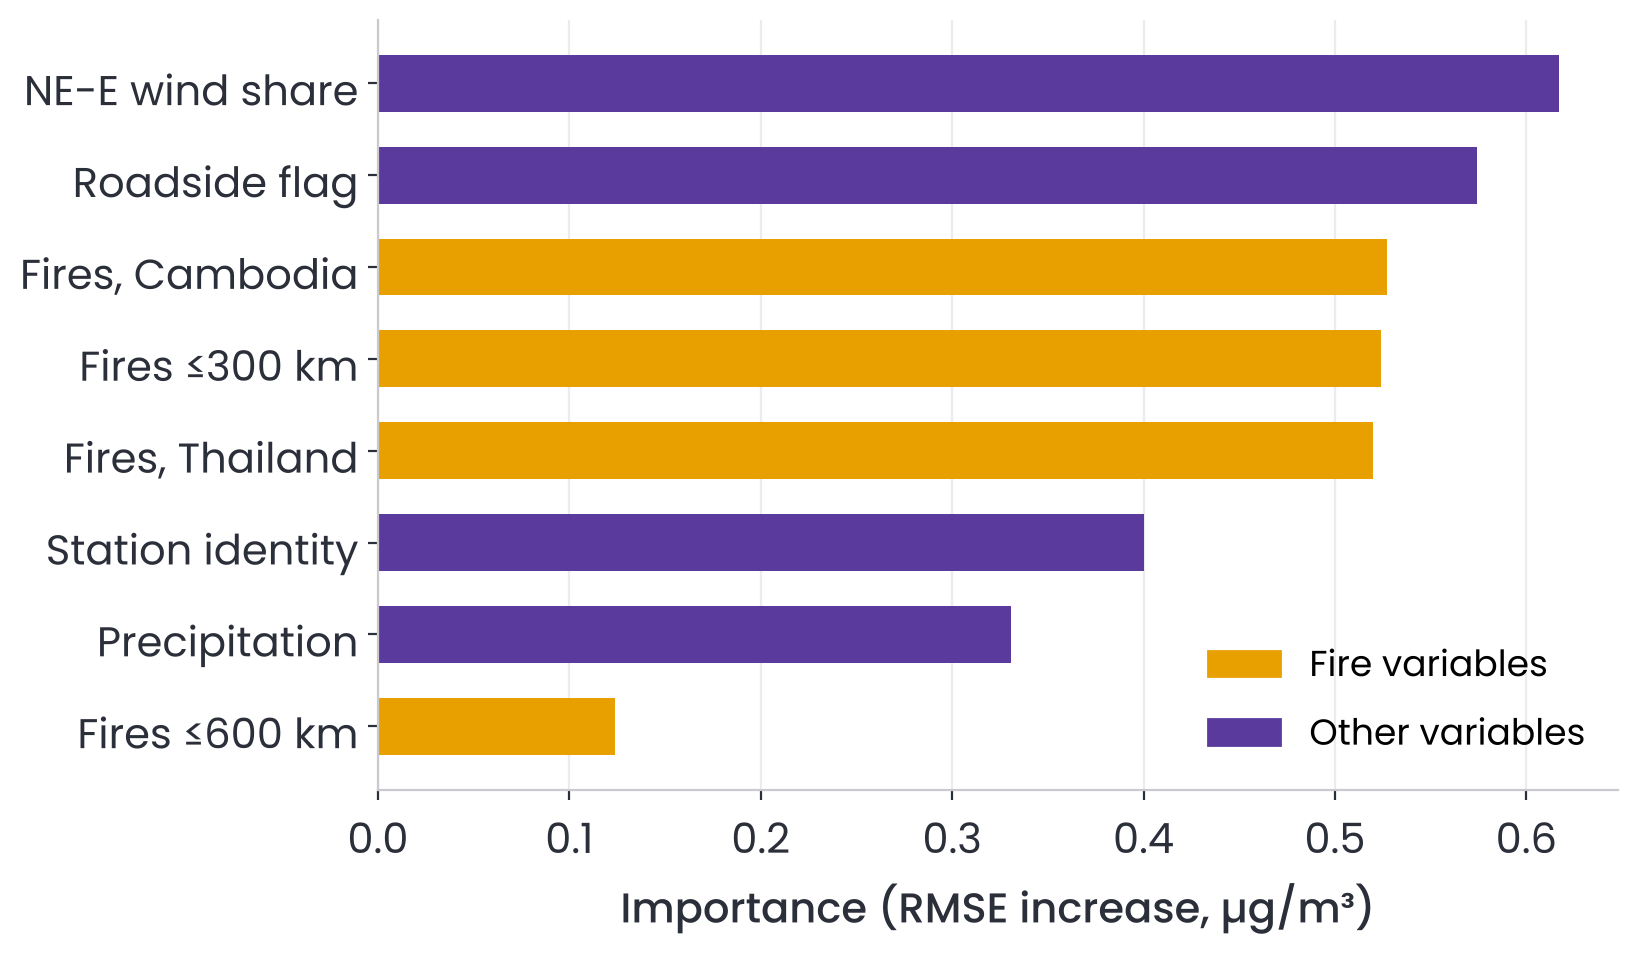 NE-E wind share
Roadside flag
Fires, Cambodia
Fires ≤300 km
Fires, Thailand
Station identity
Precipitation
Fires ≤600 km
Fire variables
Other variables
0.0 0.1 0.2 0.3 0.4 0.5 0.6
Importance (RMSE increase, µg/m³)